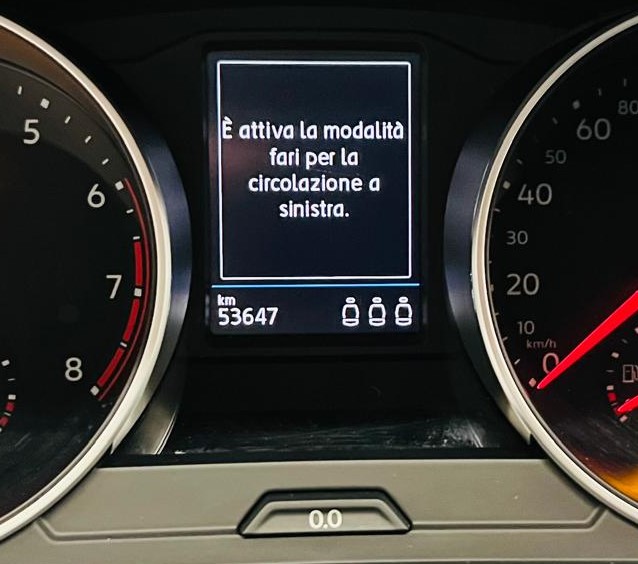 È attiva la modalità
fari per la
circolazione a
sinistra.
km
53647
5
6
7
8
80
60
50
40
30
20
10
km/h
0
0.0